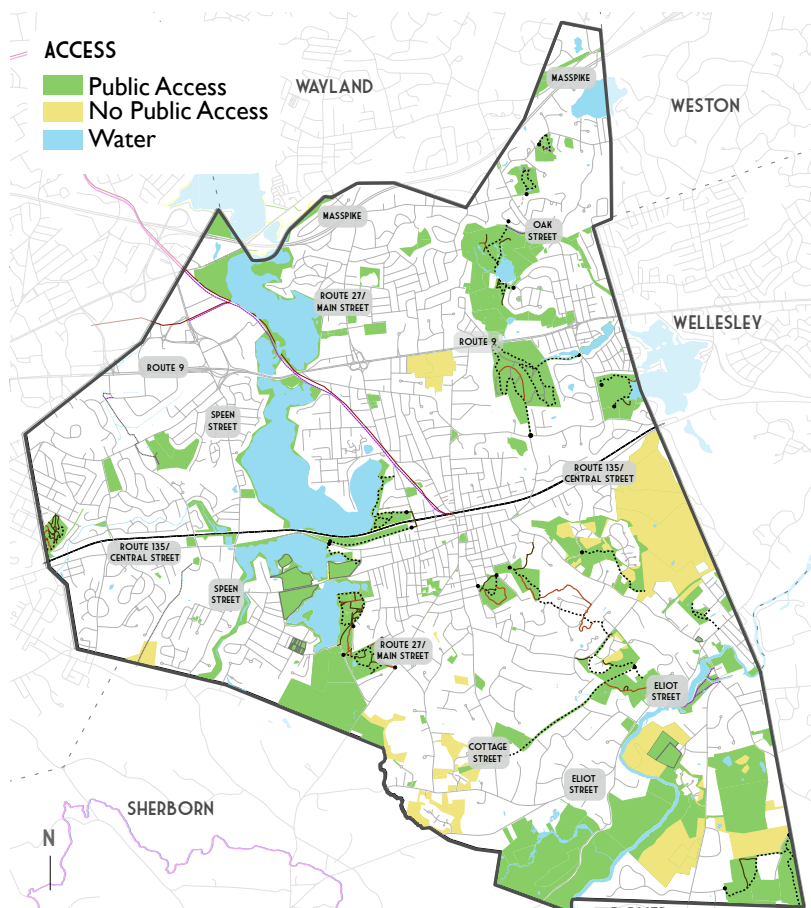 ACCESS
Public Access
No Public Access
Water
WAYLAND
MASSPIKE
WESTON
MASSPIKE
OAK
STREET
ROUTE 27/
MAIN STREET
WELLESLEY
ROUTE 9
ROUTE 9
SPEEN
STREET
ROUTE 135/
CENTRAL STREET
ROUTE 135/
CENTRAL STREET
SPEEN
STREET
ROUTE 27/
MAIN STREET
ELIOT
STREET
COTTAGE
STREET
ELIOT
STREET
SHERBORN
N